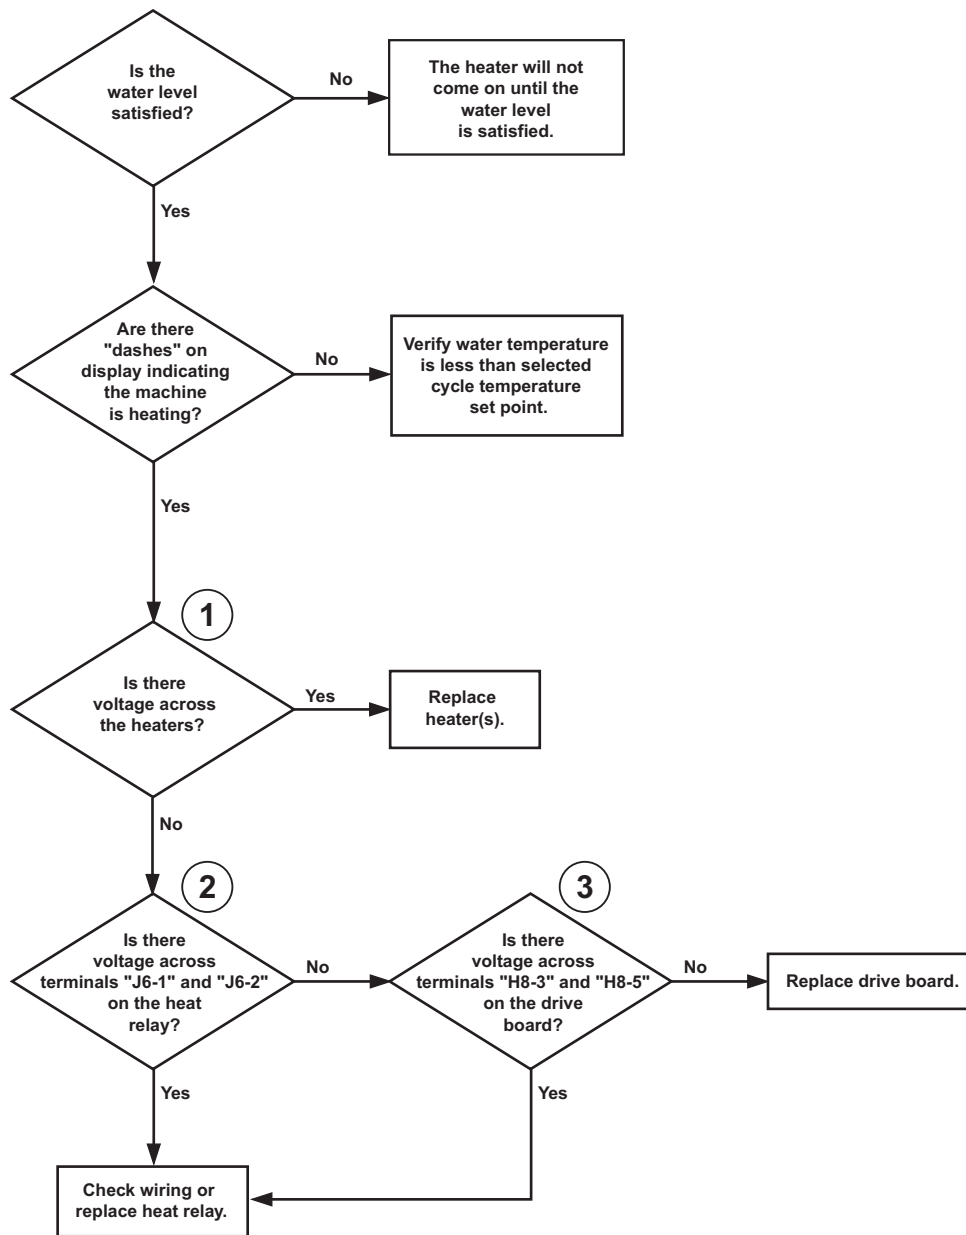 Is the
water level
satisfied?
No
The heater will not
come on until the
water level
is satisfied.
Yes
Are there
"dashes" on
display indicating
the machine
is heating?
No
Verify water temperature
is less than selected
cycle temperature
set point.
Yes
1
Is there
voltage across
the heaters?
Yes
Replace
heater(s).
No
2
Is there
voltage across
terminals "J6-1" and "J6-2"
on the heat
relay?
No
3
Is there
voltage across
terminals "H8-3" and "H8-5"
on the drive
board?
No
Replace drive board.
Yes
Yes
Check wiring or
replace heat relay.